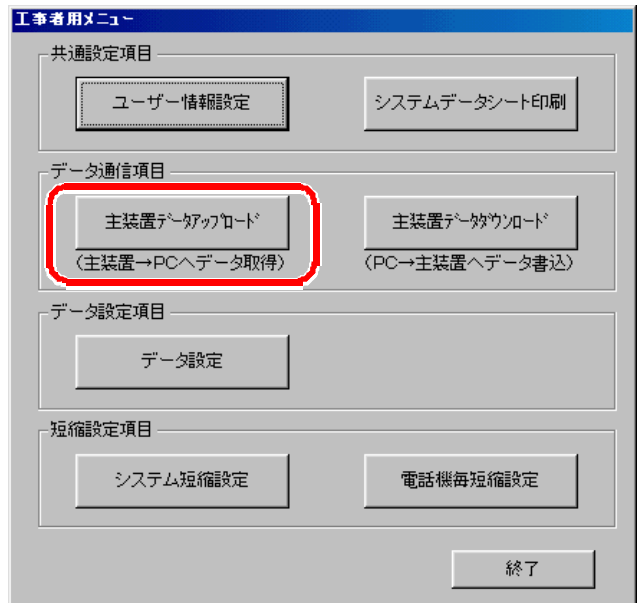 工事者用ﾒﾆｭｰ
共通設定項目
ユーザー情報設定
システムデータシート印刷
データ通信項目
主装置ﾃﾞｰﾀｱｯﾌﾟﾛｰﾄﾞ
主装置ﾃﾞｰﾀﾀﾞｳﾝﾛｰﾄﾞ
(主装置→PCへデータ取得)
(PC→主装置へデータ書込)
データ設定項目
データ設定
短縮設定項目
システム短縮設定
電話機毎短縮設定
終了